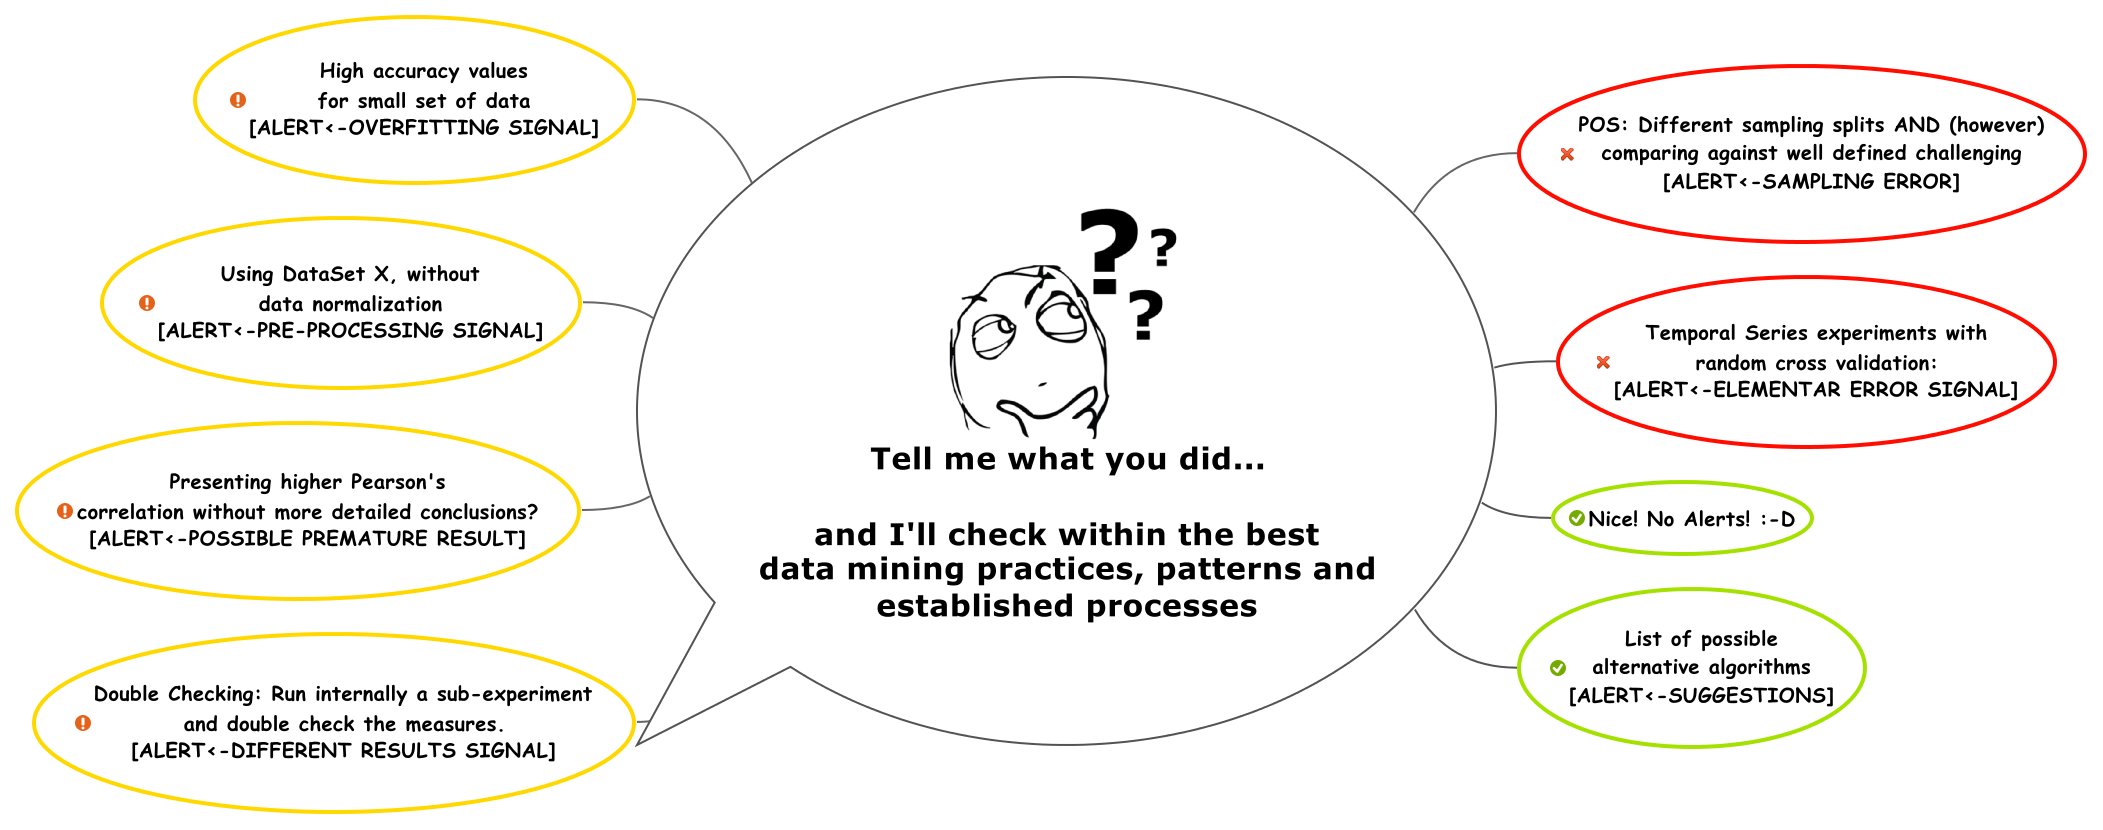 High accuracy values
for small set of data
[ALERT<-OVERFITTING SIGNAL]
Using DataSet X, without
data normalization
[ALERT<-PRE-PROCESSING SIGNAL]
Presenting higher Pearson's
correlation without more detailed conclusions?
[ALERT<-POSSIBLE PREMATURE RESULT]
Double Checking: Run internally a sub-experiment
and double check the measures.
[ALERT<-DIFFERENT RESULTS SIGNAL]
? ?
?
Tell me what you did...
and I'll check within the best
data mining practices, patterns and
established processes
POS: Different sampling splits AND (however)
comparing against well defined challenging
[ALERT<-SAMPLING ERROR]
Temporal Series experiments with
random cross validation:
[ALERT<-ELEMENTAR ERROR SIGNAL]
Nice! No Alerts! :-D
List of possible
alternative algorithms
[ALERT<-SUGGESTIONS]